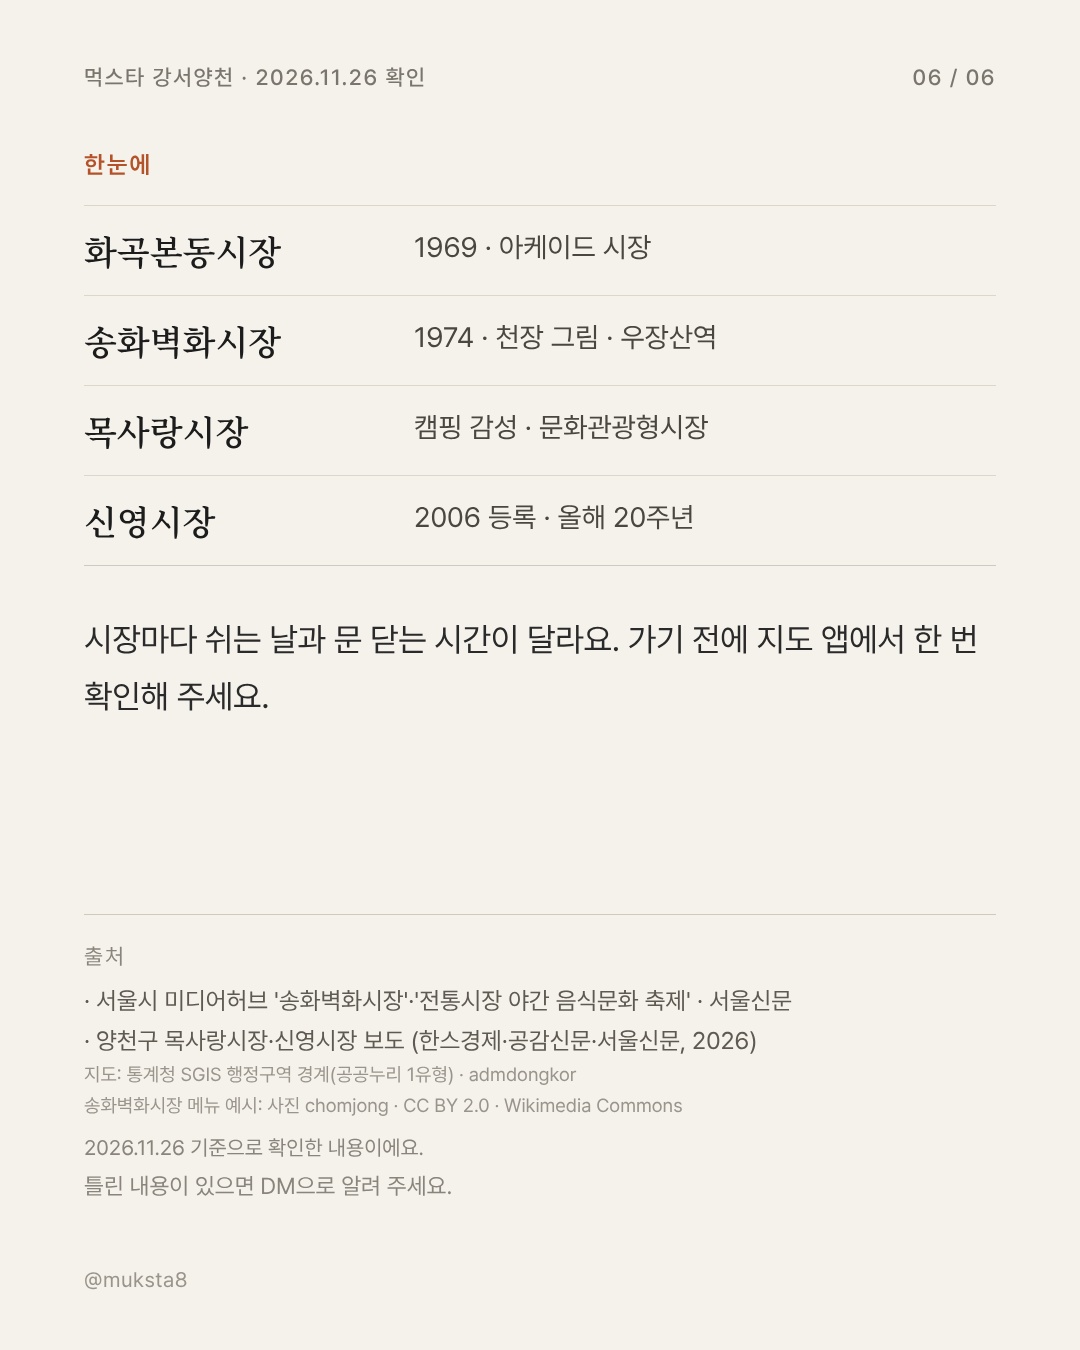 먹스타 강서양천 · 2026.11.26 확인
06 / 06
한눈에
화곡본동시장
1969 · 아케이드 시장
송화벽화시장
1974 · 천장 그림 · 우장산역
목사랑시장
캠핑 감성 · 문화관광형시장
신영시장
2006 등록 · 올해 20주년
시장마다 쉬는 날과 문 닫는 시간이 달라요. 가기 전에 지도 앱에서 한 번
확인해 주세요.
출처
· 서울시 미디어허브 '송화벽화시장'·'전통시장 야간 음식문화 축제' · 서울신문
· 양천구 목사랑시장·신영시장 보도 (한스경제·공감신문·서울신문, 2026)
지도: 통계청 SGIS 행정구역 경계(공공누리 1유형) · admdongkor
송화벽화시장 메뉴 예시: 사진 chomjong · CC BY 2.0 · Wikimedia Commons
2026.11.26 기준으로 확인한 내용이에요.
틀린 내용이 있으면 DM으로 알려 주세요.
@muksta8